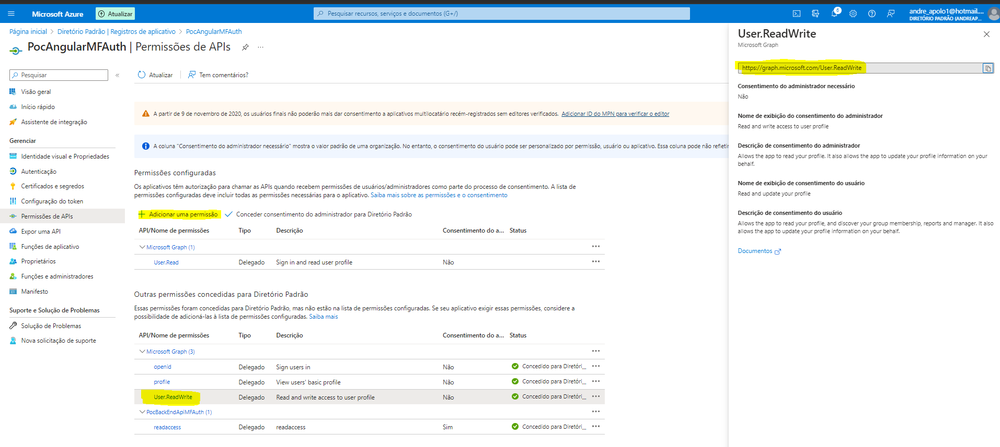 Microsoft Azure
Atualizar
Pesquisar recursos, serviços e documentos (G+/)
6
andre_apolo1@hotmail....
DIRETÓRIO PADRÃO (ANDREAP...
Página inicial > Diretório Padrão | Registros de aplicativo > PocAngularMFAuth
PocAngularMFAuth | Permissões de APIs ...
Pesquisar
«
Visão geral
Início rápido
Assistente de integração
Gerenciar
Identidade visual e Propriedades
Autenticação
Certificados e segredos
Configuração do token
Permissões de APIs
Expor uma API
Funções de aplicativo
Proprietários
Funções e administradores
Manifesto
Suporte e Solução de Problemas
Solução de Problemas
Nova solicitação de suporte
Atualizar
Tem comentários?
A partir de 9 de novembro de 2020, os usuários finais não poderão mais dar consentimento a aplicativos multilocatário recém-registrados sem editores verificados. Adicionar ID do MPN para verificar o editor
A coluna "Consentimento do administrador necessário" mostra o valor padrão de uma organização. No entanto, o consentimento do usuário pode ser personalizado por permissão, usuário ou aplicativo. Essa coluna pode não refletir
Permissões configuradas
Os aplicativos têm autorização para chamar as APIs quando recebem permissões de usuários/administradores como parte do processo de consentimento. A lista de
permissões configuradas deve incluir todas as permissões necessárias para o aplicativo. Saiba mais sobre as permissões e o consentimento
+ Adicionar uma permissão
Conceder consentimento do administrador para Diretório Padrão
API/Nome de permissões Tipo Descrição Consentimento do a... Status
Microsoft Graph (1) ...
User.Read Delegado Sign in and read user profile Não ...
Outras permissões concedidas para Diretório Padrão
Essas permissões foram concedidas para Diretório Padrão, mas não estão na lista de permissões configuradas. Se seu aplicativo exigir essas permissões, considere a
possibilidade de adicioná-las à lista de permissões configuradas. Saiba mais
API/Nome de permissões Tipo Descrição Consentimento do a... Status
Microsoft Graph (3) ...
openid Delegado Sign users in Não Concedido para Diretóri... ...
profile Delegado View users' basic profile Não Concedido para Diretóri... ...
User.ReadWrite Delegado Read and write access to user profile Não Concedido para Diretóri... ...
PocBackEndApiMFAuth (1) ...
readaccess Delegado readaccess Sim Concedido para Diretóri... ...
User.ReadWrite
Microsoft Graph
https://graph.microsoft.com/User.ReadWrite
Consentimento do administrador necessário
Não
Nome de exibição do consentimento do administrador
Read and write access to user profile
Descrição de consentimento do administrador
Allows the app to read your profile. It also allows the app to update your profile information on your
behalf.
Nome de exibição de consentimento do usuário
Read and update your profile
Descrição de consentimento do usuário
Allows the app to read your profile, and discover your group membership, reports and manager. It also
allows the app to update your profile information on your behalf.
Documentos